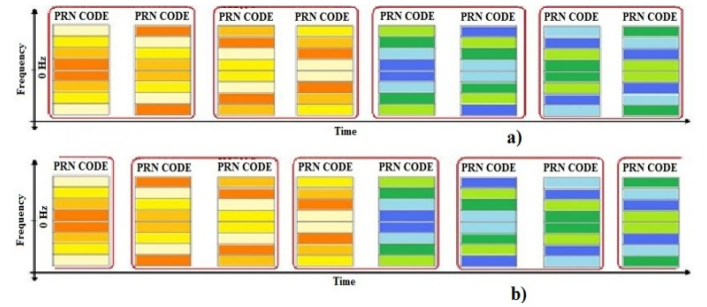 PRN CODE PRN CODE PRN CODE PRN CODE PRN CODE PRN CODE PRN CODE PRN CODE
Frequency
0 Hz
Time
a)
PRN CODE PRN CODE PRN CODE PRN CODE PRN CODE PRN CODE PRN CODE PRN CODE
Frequency
0 Hz
Time
b)